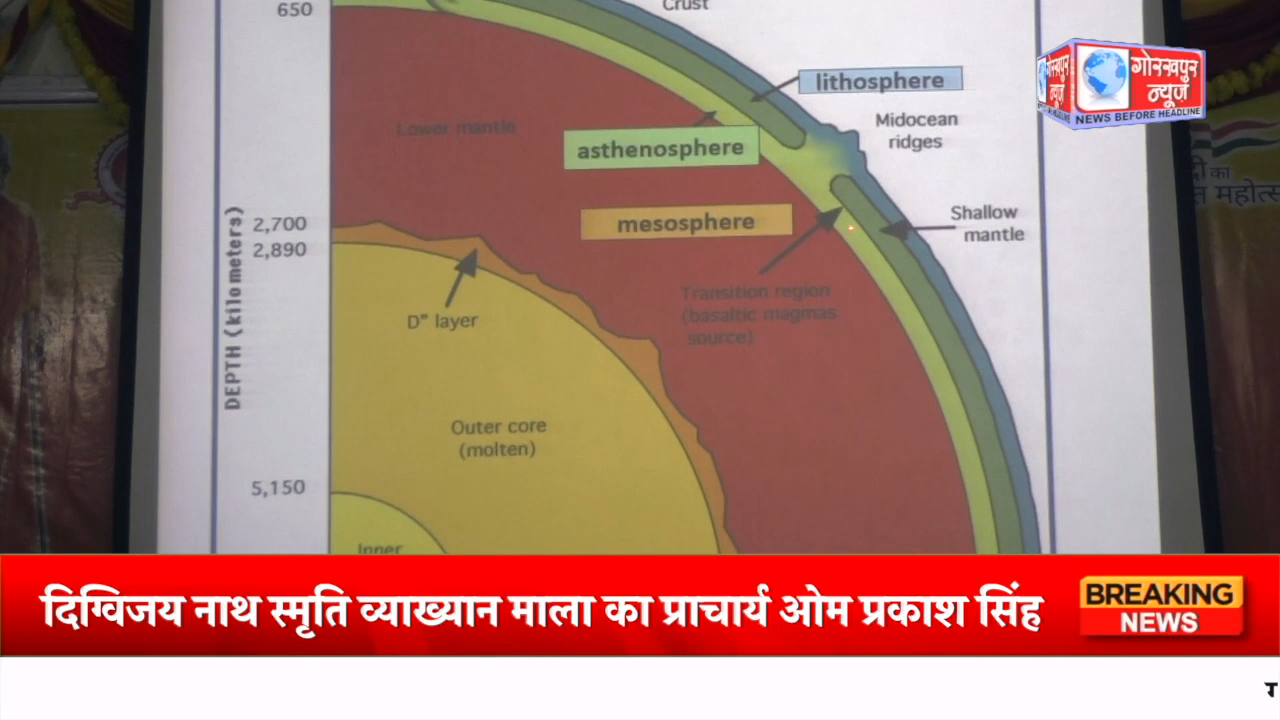 650
Crust
lithosphere
Midocean
ridges
Lower mantle
asthenosphere
mesosphere
Shallow
mantle
2,700
2,890
DEPTH (kilometers)
Transition region
(basaltic magmas
source)
D" layer
Outer core
(molten)
5,150
Inner
गोरखपुर
न्यूज़
NEWS BEFORE HEADLINE
गोरखपुर
न्यूज़
का
महोत्स
दिग्विजय नाथ स्मृति व्याख्यान माला का प्राचार्य ओम प्रकाश सिंह
BREAKING
NEWS